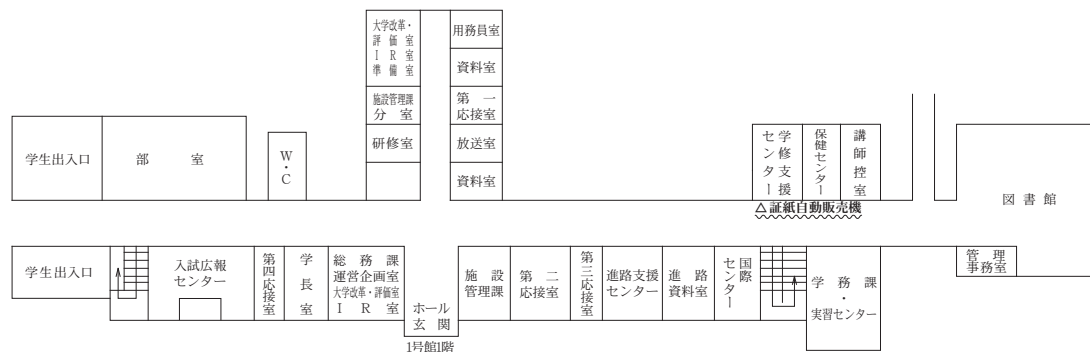 大学改革・
評価室
IR室
準備室
施設管理課
分室
研修室
用務員室
資料室
第一
応接室
放送室
資料室
学生出入口
部室
W・C
学修支援
センター
保健センター
講師控室
△証紙自動販売機
図書館
学生出入口
入試広報
センター
第四応接室
学長室
総務課
運営企画室
大学改革・評価室
IR室
ホール
玄関
1号館1階
施設
管理課
第二
応接室
第三応接室
進路支援
センター
進路
資料室
国際
センター
学務課
・
実習センター
管理
事務室